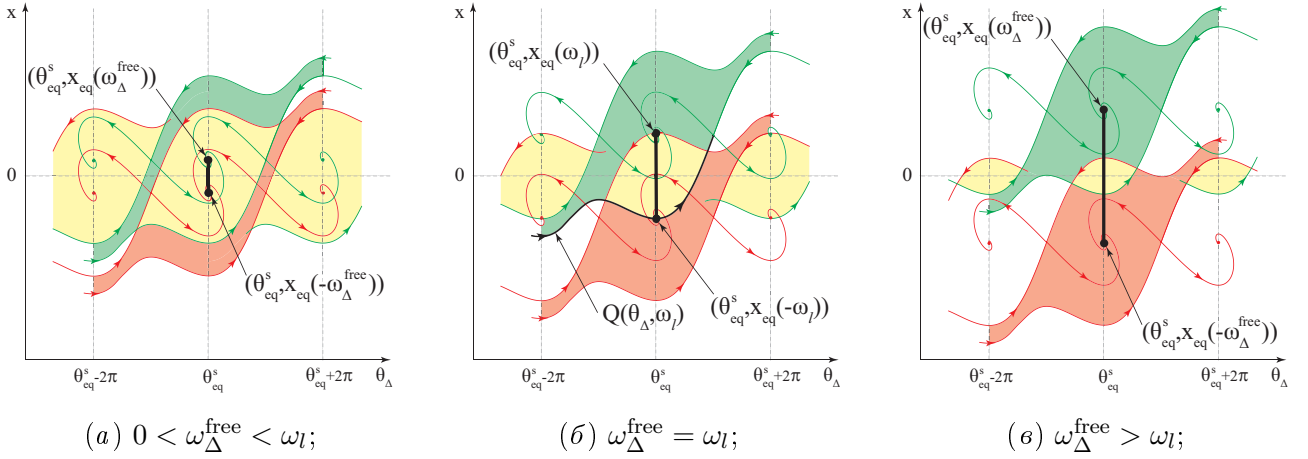 x
(θ^s_eq, x_eq(ω^free_Δ))
0
(θ^s_eq, x_eq(-ω^free_Δ))
θ^s_eq-2π
θ^s_eq
θ^s_eq+2π
θ_Δ
(а) 0 < ω^free_Δ < ω_l;
x
(θ^s_eq, x_eq(ω_l))
0
Q(θ_Δ, ω_l)
(θ^s_eq, x_eq(-ω_l))
θ^s_eq-2π
θ^s_eq
θ^s_eq+2π
θ_Δ
(б) ω^free_Δ = ω_l;
x
(θ^s_eq, x_eq(ω^free_Δ))
0
(θ^s_eq, x_eq(-ω^free_Δ))
θ^s_eq-2π
θ^s_eq
θ^s_eq+2π
θ_Δ
(в) ω^free_Δ > ω_l;